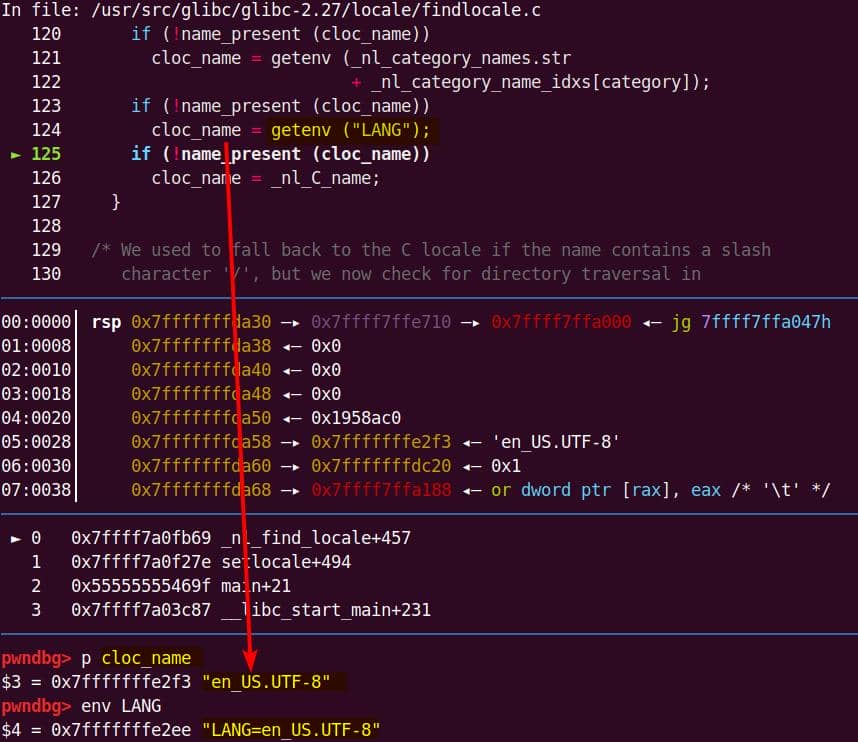 In file: /usr/src/glibc/glibc-2.27/locale/findlocale.c
120 if (!name_present (cloc_name))
121 cloc_name = getenv (_nl_category_names.str
122 + _nl_category_name_idxs[category]);
123 if (!name_present (cloc_name))
124 cloc_name = getenv ("LANG");
► 125 if (!name_present (cloc_name))
126 cloc_name = _nl_C_name;
127 }
128
129 /* We used to fall back to the C locale if the name contains a slash
130 character '/', but we now check for directory traversal in
00:0000│ rsp 0x7fffffffda30 —▸ 0x7ffff7ffe710 —▸ 0x7ffff7ffa000 ◂— jg 7ffff7ffa047h
01:0008│ 0x7fffffffda38 ◂— 0x0
02:0010│ 0x7fffffffda40 ◂— 0x0
03:0018│ 0x7fffffffda48 ◂— 0x0
04:0020│ 0x7fffffffda50 ◂— 0x1958ac0
05:0028│ 0x7fffffffda58 —▸ 0x7fffffffe2f3 ◂— 'en_US.UTF-8'
06:0030│ 0x7fffffffda60 —▸ 0x7fffffffdc20 ◂— 0x1
07:0038│ 0x7fffffffda68 —▸ 0x7ffff7ffa188 ◂— or dword ptr [rax], eax /* '\t' */
► 0 0x7ffff7a0fb69 _nl_find_locale+457
1 0x7ffff7a0f27e setlocale+494
2 0x55555555469f main+21
3 0x7ffff7a03c87 __libc_start_main+231
pwndbg> p cloc_name
$3 = 0x7fffffffe2f3 "en_US.UTF-8"
pwndbg> env LANG
$4 = 0x7fffffffe2ee "LANG=en_US.UTF-8"